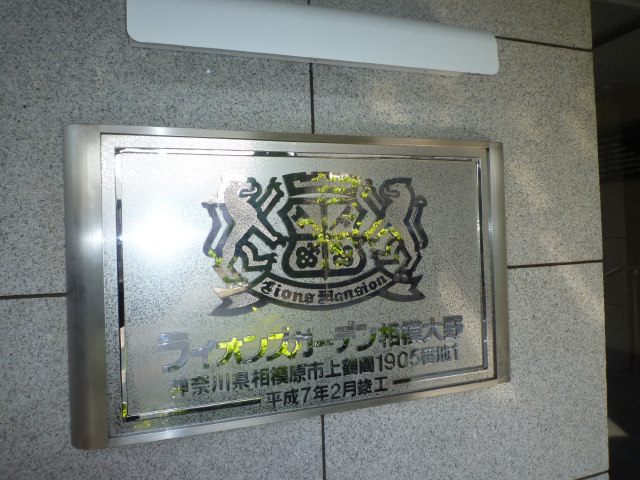 Lions Mansion
ライオンズガーデン相模大野
神奈川県相模原市上鶴間1905番地1
平成7年2月竣工